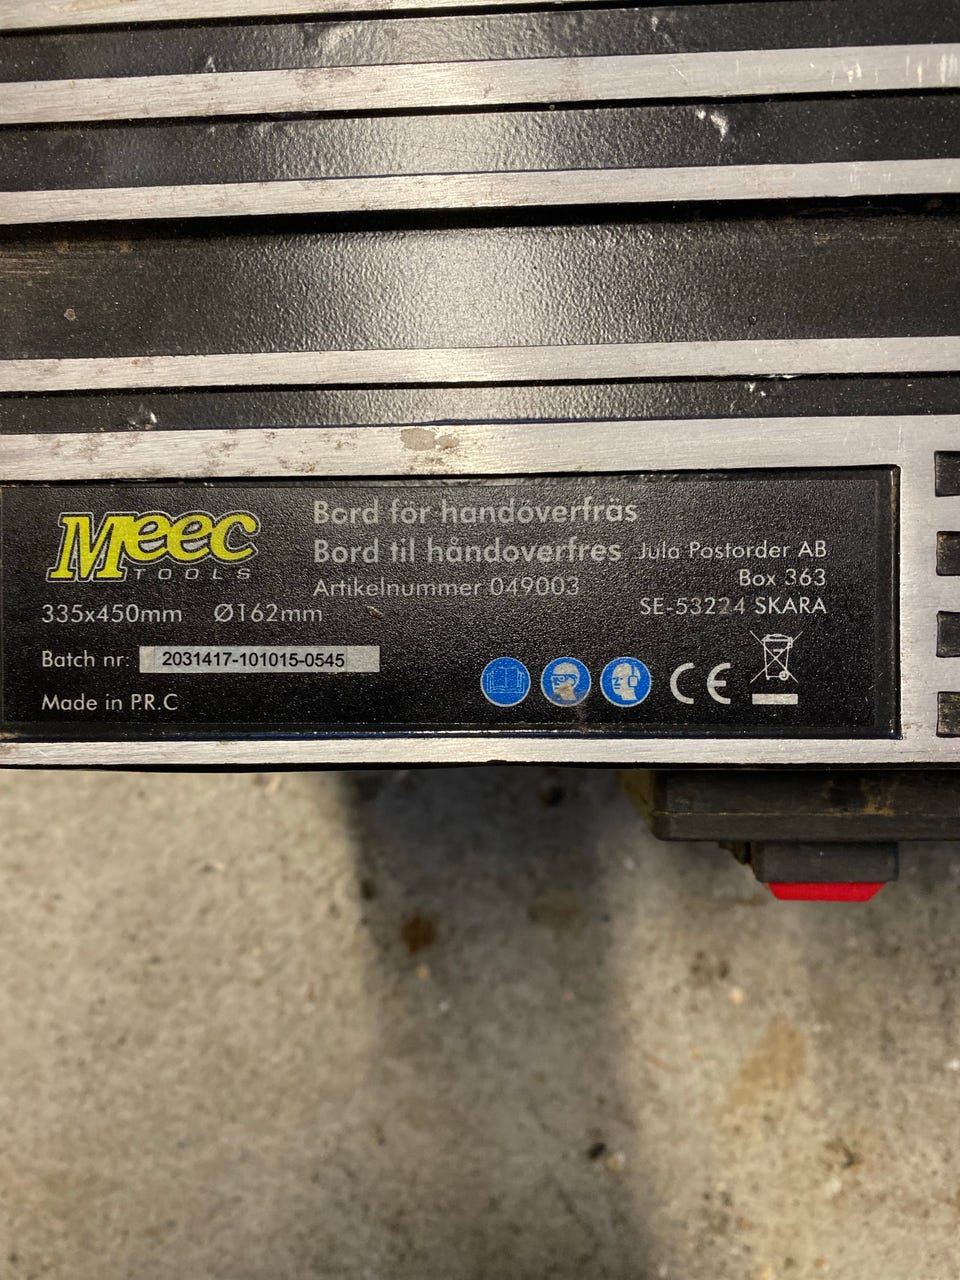 Meec
TOOLS
Bord för handöverfräs
Bord til håndoverfres
Artikelnummer 049003
Jula Postorder AB
Box 363
SE-53224 SKARA
335x450mm Ø162mm
Batch nr: 2031417-101015-0545
Made in P.R.C
CE